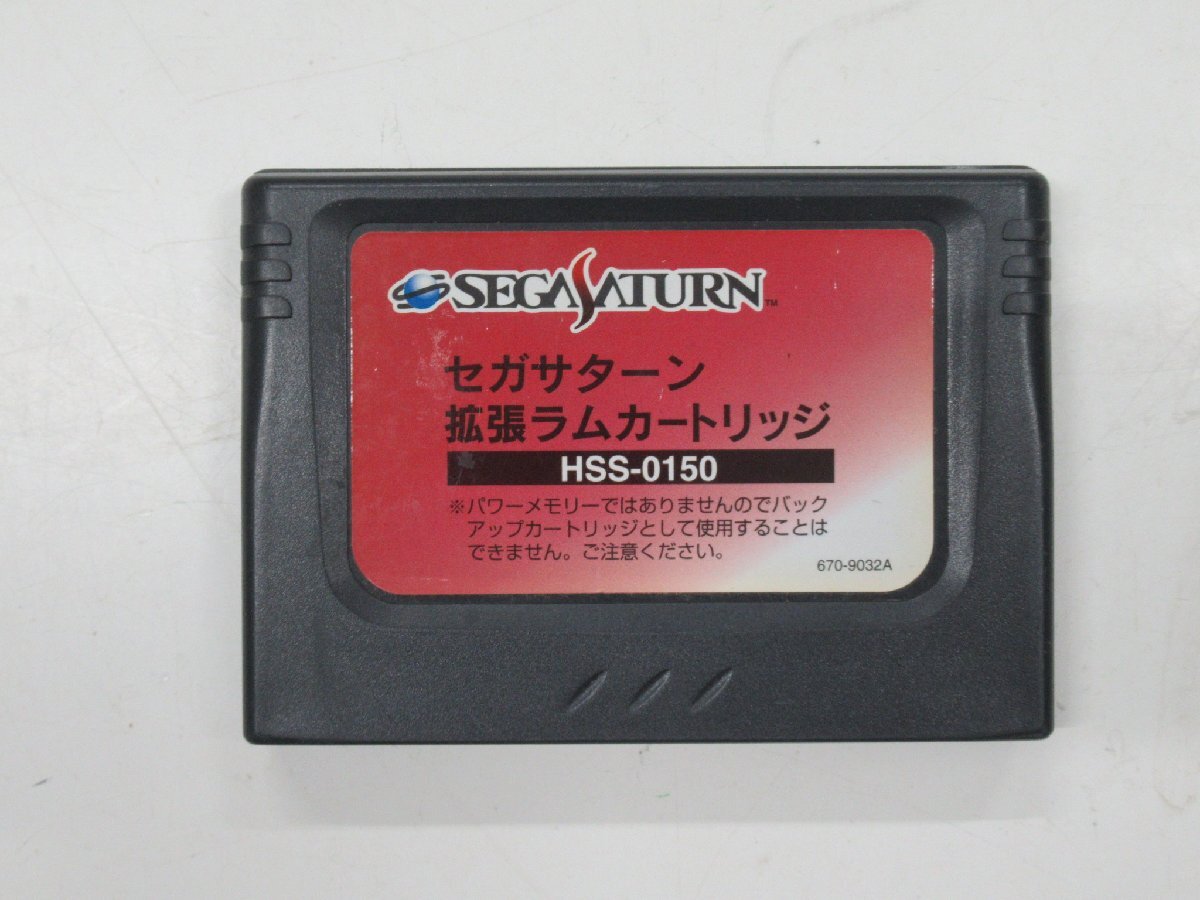 SEGA SATURN™
セガサターン
拡張ラムカートリッジ
HSS-0150
※パワーメモリーではありませんのでバック
アップカートリッジとして使用することは
できません。ご注意ください。
670-9032A